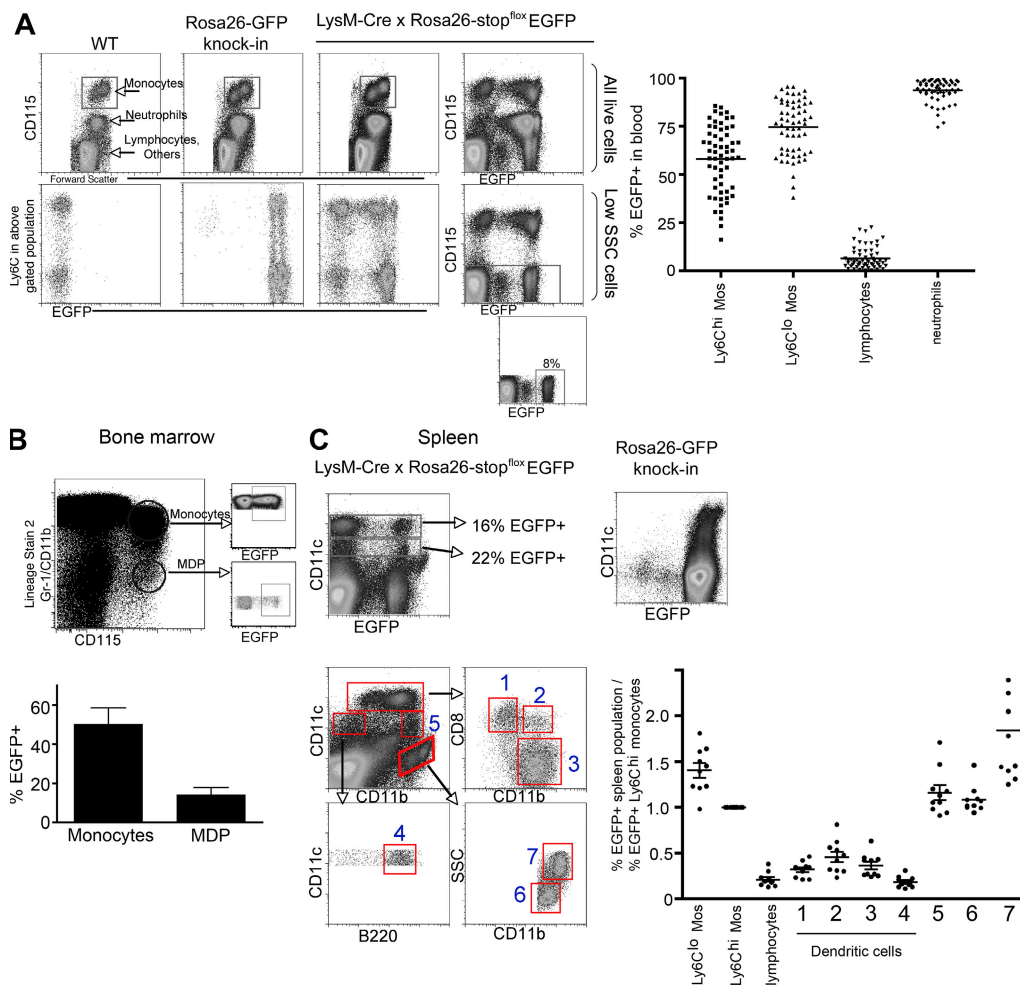 A
WT
Rosa26-GFP
knock-in
LysM-Cre x Rosa26-stopflox EGFP
CD115
Monocytes
Neutrophils
Lymphocytes,
Others
Forward Scatter
CD115
EGFP
All live cells
Ly6C in above
gated population
EGFP
CD115
EGFP
Low SSC cells
8%
EGFP
% EGFP+ in blood
100
75
50
25
0
Ly6Chi Mos
Ly6Clo Mos
lymphocytes
neutrophils
B
Bone marrow
Lineage Stain 2
Gr-1/CD11b
CD115
Monocytes
MDP
EGFP
EGFP
% EGFP+
60
40
20
0
Monocytes
MDP
C
Spleen
LysM-Cre x Rosa26-stopflox EGFP
CD11c
EGFP
16% EGFP+
22% EGFP+
Rosa26-GFP
knock-in
CD11c
EGFP
CD11c
CD11b
5
CD8
CD11b
1
2
3
CD11c
B220
4
SSC
CD11b
7
6
% EGFP+ spleen population /
% EGFP+ Ly6Chi monocytes
2.0
1.5
1.0
0.5
0
Ly6Clo Mos
Ly6Chi Mos
lymphocytes
1
2
3
4
5
6
7
Dendritic cells